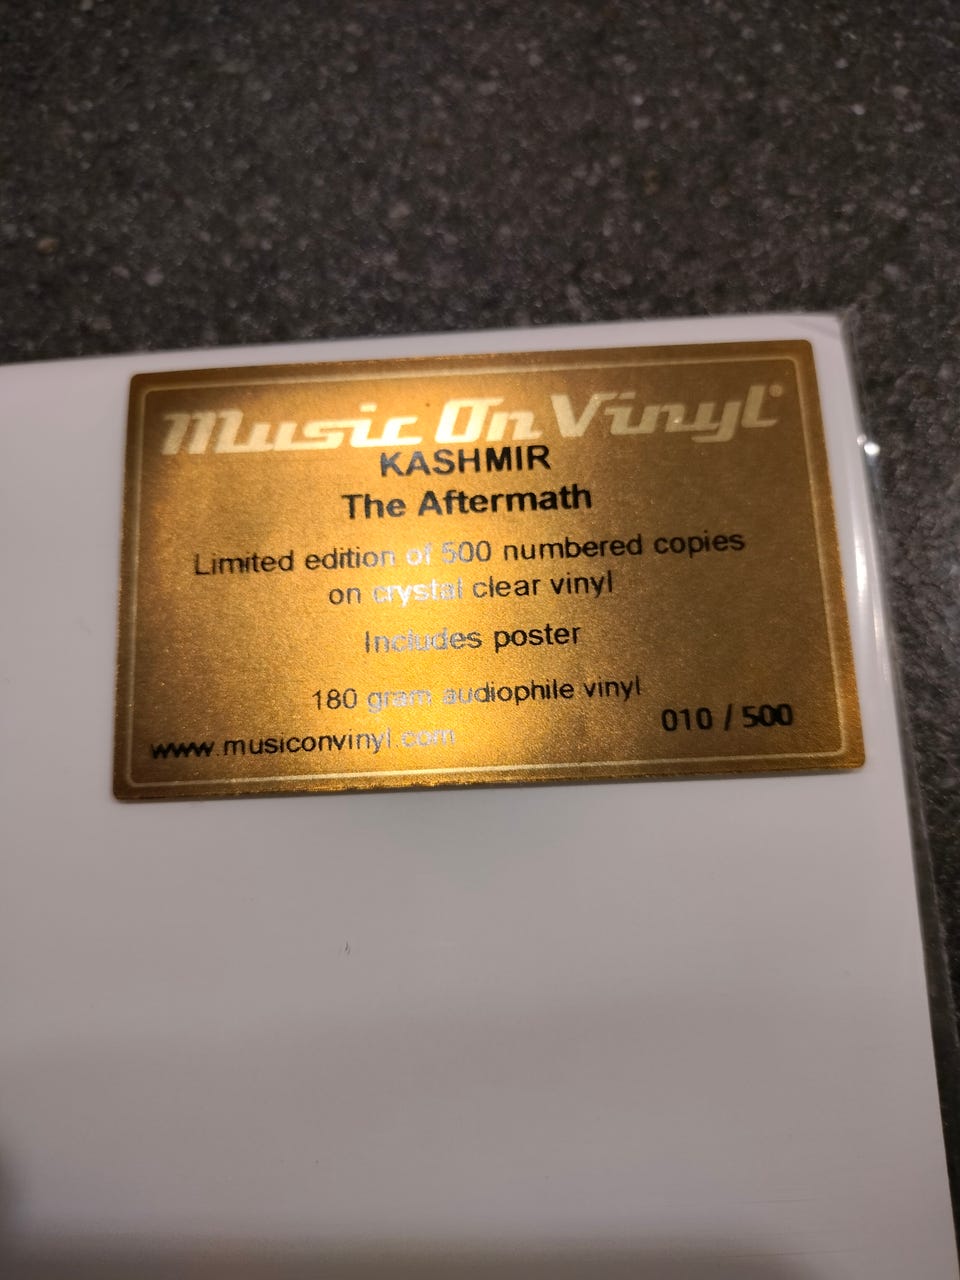 Music On Vinyl®
KASHMIR
The Aftermath
Limited edition of 500 numbered copies
on crystal clear vinyl
Includes poster
180 gram audiophile vinyl
010 / 500
www.musiconvinyl.com